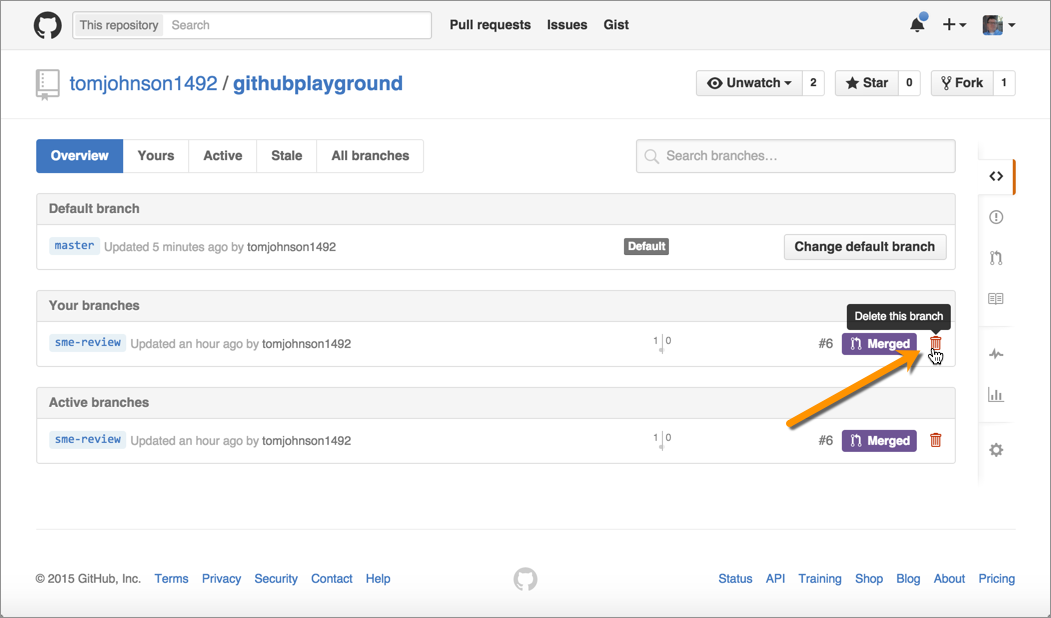 This repository Search Pull requests Issues Gist
tomjohnson1492 / githubplayground Unwatch 2 Star 0 Fork 1
Overview Yours Active Stale All branches Search branches...
Default branch
master Updated 5 minutes ago by tomjohnson1492 Default Change default branch
Your branches
Delete this branch
sme-review Updated an hour ago by tomjohnson1492 1 0 #6 Merged
Active branches
sme-review Updated an hour ago by tomjohnson1492 1 0 #6 Merged
© 2015 GitHub, Inc. Terms Privacy Security Contact Help Status API Training Shop Blog About Pricing